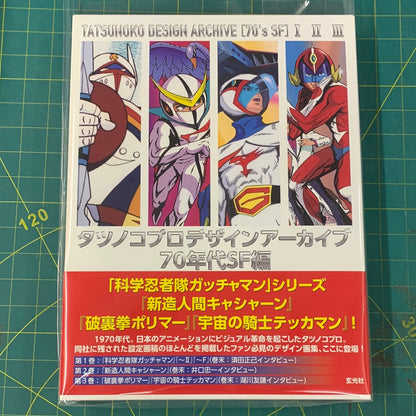 TATSUNOKO DESIGN ARCHIVE [70's SF] I II III
タツノコプロデザインアーカイブ
70年代SF編
『科学忍者隊ガッチャマン』シリーズ
『新造人間キャシャーン』
『破裏拳ポリマー』『宇宙の騎士テッカマン』!
1970年代、日本のアニメーションにビジュアル革命を起こしたタツノコプロ。
同社に残された設定画稿のほとんどを掲載したファン必見のデザイン画集、ここに登場!
第1巻:『科学忍者隊ガッチャマン』『〜Ⅱ』『〜F』(巻末:須田正己インタビュー)
第2巻:『新造人間キャシャーン』(巻末:井口忠一インタビュー)
第3巻:『破裏拳ポリマー』『宇宙の騎士テッカマン』(巻末:湖川友謙インタビュー)
玄光社
120
G